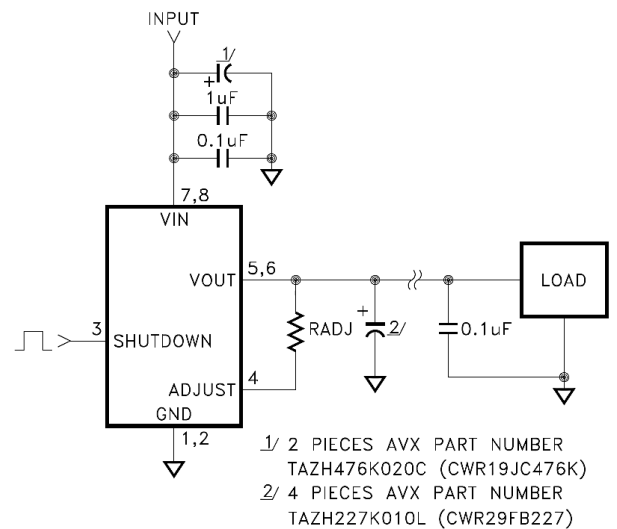 INPUT
1/
+
1uF
0.1uF
7,8
VIN
VOUT
5,6
LOAD
3
SHUTDOWN
RADJ
+
2/
0.1uF
ADJUST
4
GND
1,2
1/ 2 PIECES AVX PART NUMBER
TAZH476K020C (CWR19JC476K)
2/ 4 PIECES AVX PART NUMBER
TAZH227K010L (CWR29FB227)